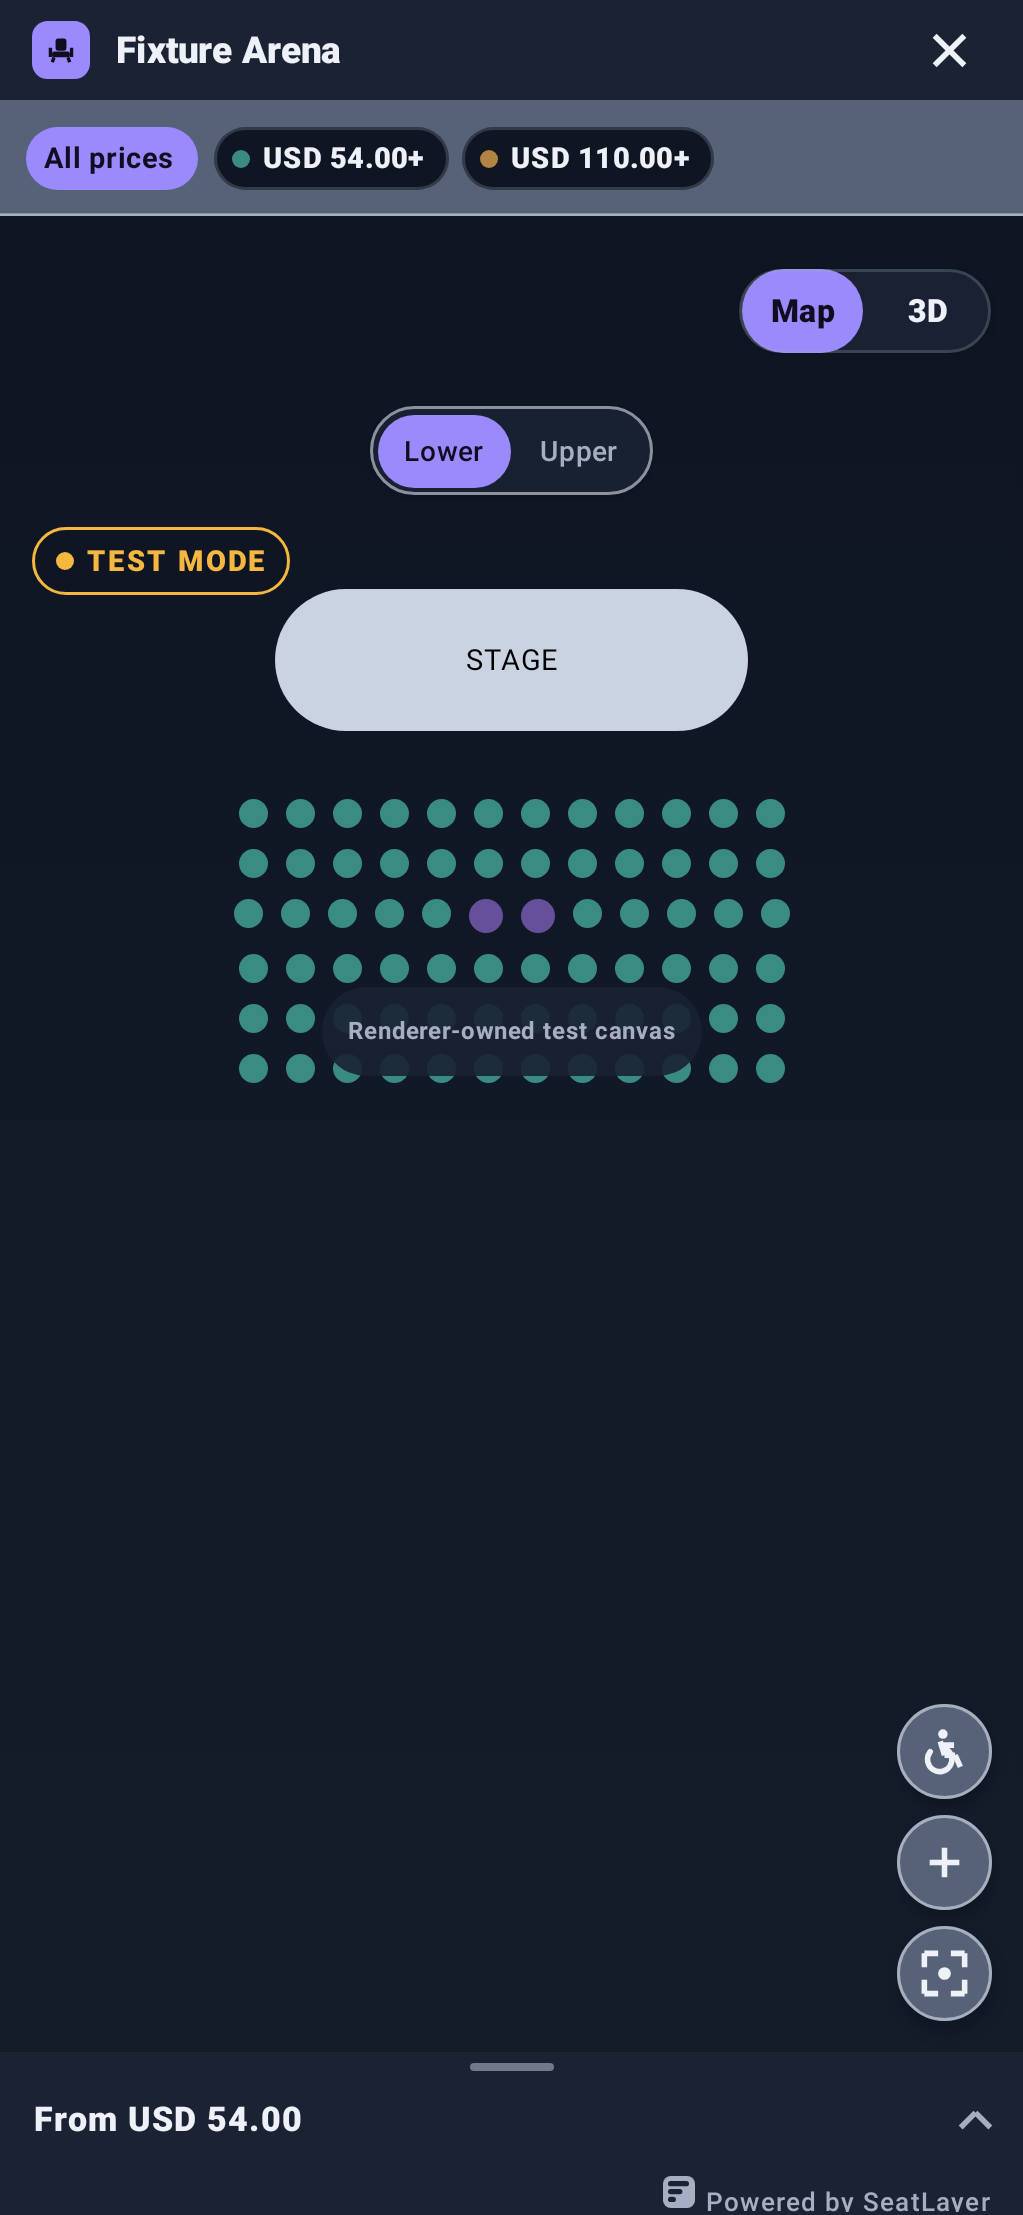 Fixture Arena
All prices
USD 54.00+
USD 110.00+
Map
3D
Lower
Upper
TEST MODE
STAGE
Renderer-owned test canvas
From USD 54.00
Powered by SeatLayer